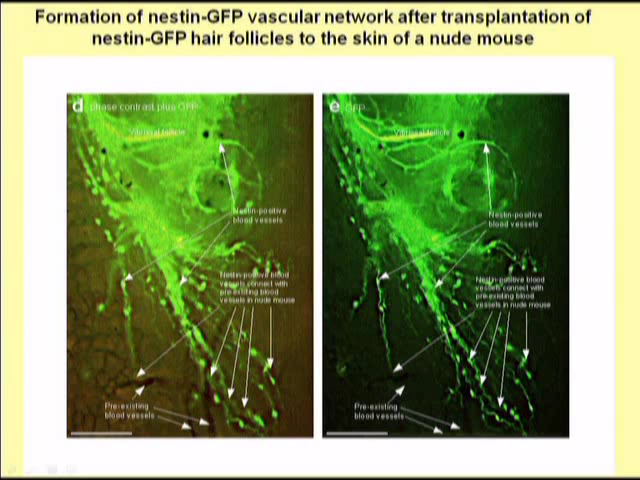 Formation of nestin-GFP vascular network after transplantation of
nestin-GFP hair follicles to the skin of a nude mouse
d phase contrast plus GFP
Vibrissal follicle
Nestin-positive
blood vessels
Nestin-positive blood
vessels connect with
pre-existing blood
vessels in nude mouse
Pre-existing
blood vessels
e GFP
Vibrissal follicle
Nestin-positive
blood vessels
Nestin-positive blood
vessels connect with
pre-existing blood
vessels in nude mouse
Pre-existing
blood vessels